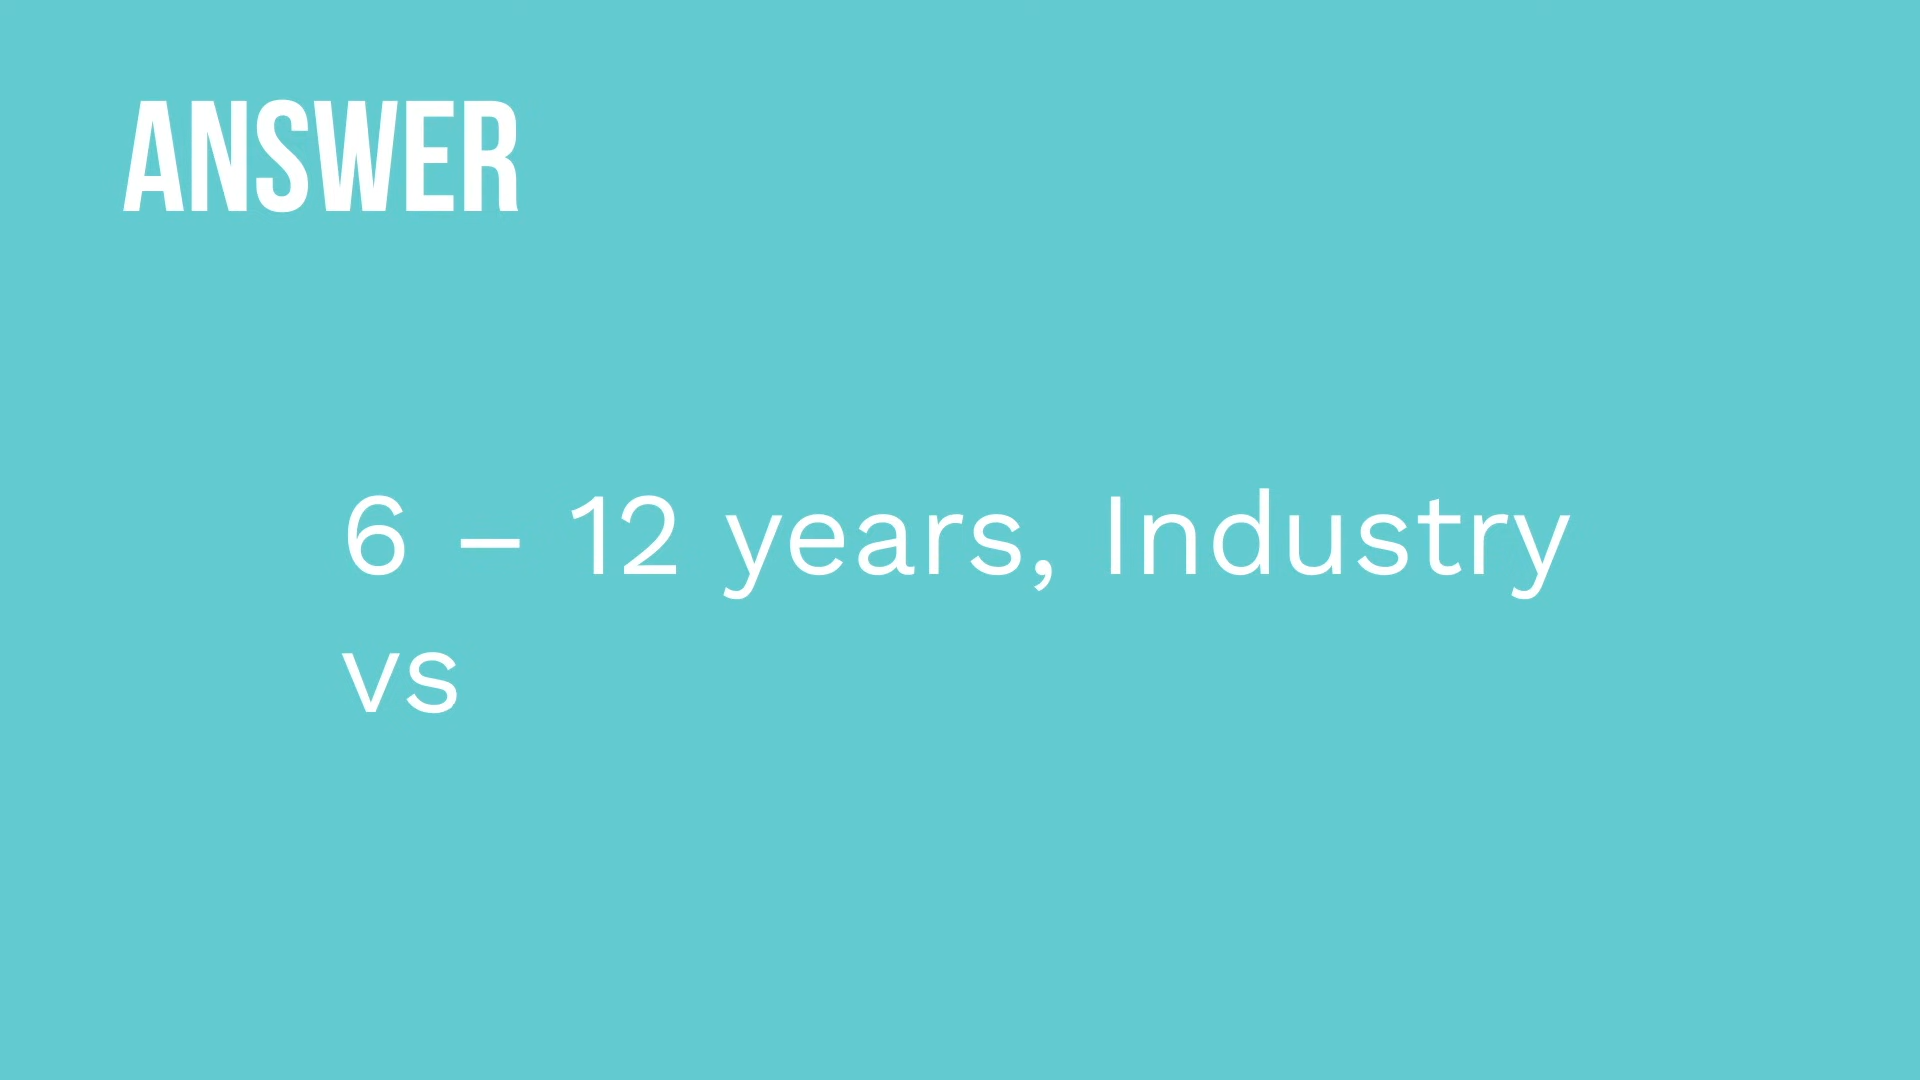 ANSWER
6 – 12 years, Industry
vs